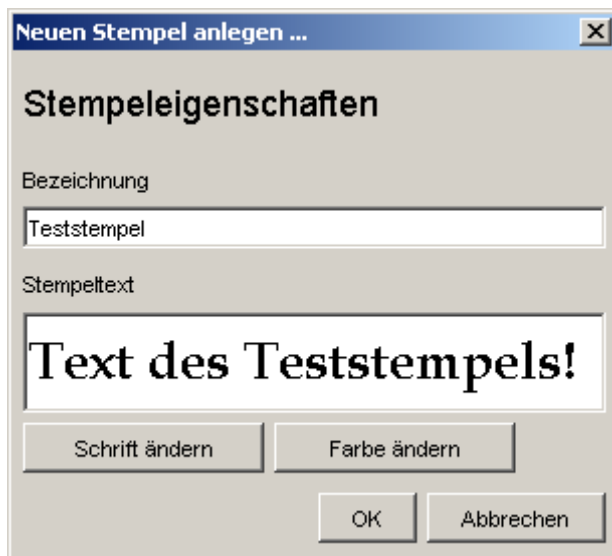 Neuen Stempel anlegen ...
Stempeleigenschaften
Bezeichnung
Teststempel
Stempeltext
Text des Teststempels!
Schrift ändern Farbe ändern
OK Abbrechen